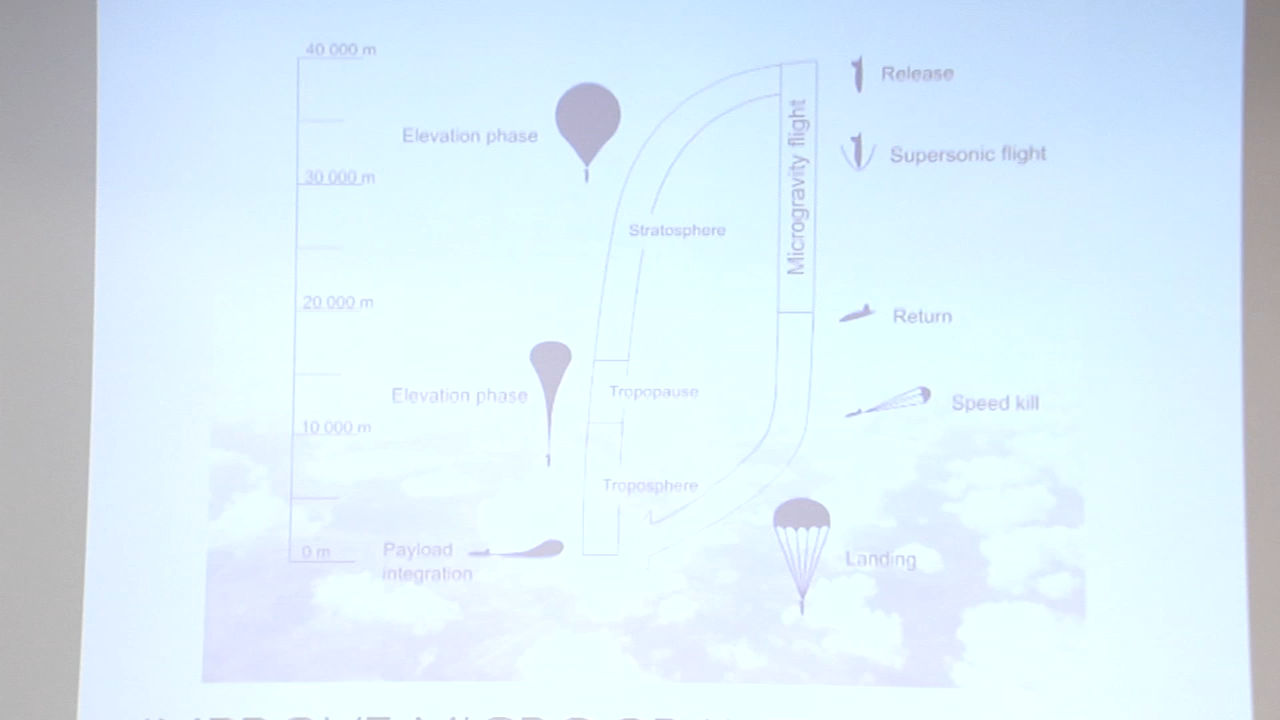 40 000 m
Release
Elevation phase
Microgravity flight
Supersonic flight
30 000 m
Stratosphere
20 000 m
Return
Elevation phase
Tropopause
Speed kill
10 000 m
Troposphere
0 m
Payload
integration
Landing